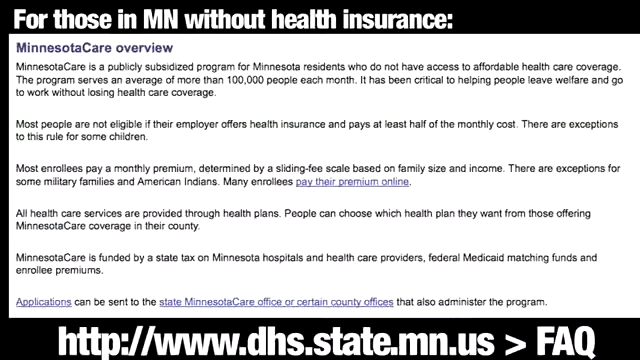 For those in MN without health insurance:
MinnesotaCare overview
MinnesotaCare is a publicly subsidized program for Minnesota residents who do not have access to affordable health care coverage.
The program serves an average of more than 100,000 people each month. It has been critical to helping people leave welfare and go
to work without losing health care coverage.
Most people are not eligible if their employer offers health insurance and pays at least half of the monthly cost. There are exceptions
to this rule for some children.
Most enrollees pay a monthly premium, determined by a sliding-fee scale based on family size and income. There are exceptions for
some military families and American Indians. Many enrollees pay their premium online.
All health care services are provided through health plans. People can choose which health plan they want from those offering
MinnesotaCare coverage in their county.
MinnesotaCare is funded by a state tax on Minnesota hospitals and health care providers, federal Medicaid matching funds and
enrollee premiums.
Applications can be sent to the state MinnesotaCare office or certain county offices that also administer the program.
http://www.dhs.state.mn.us > FAQ